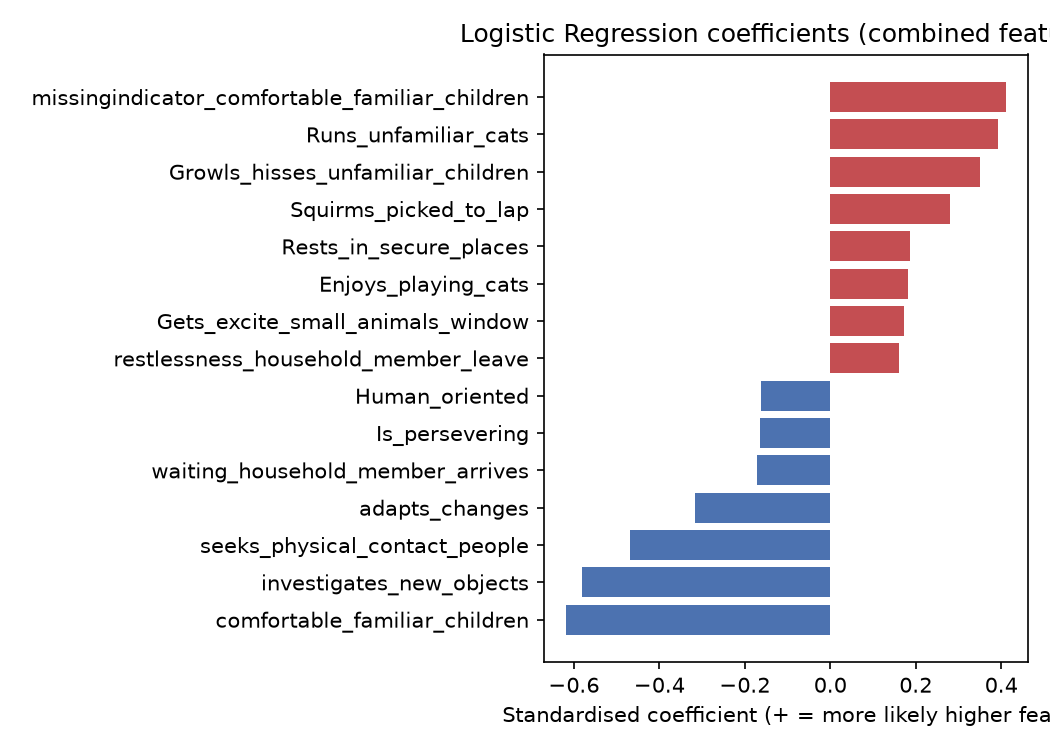 Logistic Regression coefficients (combined feat
missingindicator_comfortable_familiar_children
Runs_unfamiliar_cats
Growls_hisses_unfamiliar_children
Squirms_picked_to_lap
Rests_in_secure_places
Enjoys_playing_cats
Gets_excite_small_animals_window
restlessness_household_member_leave
Human_oriented
Is_persevering
waiting_household_member_arrives
adapts_changes
seeks_physical_contact_people
investigates_new_objects
comfortable_familiar_children
−0.6 −0.4 −0.2 0.0 0.2 0.4
Standardised coefficient (+ = more likely higher fea